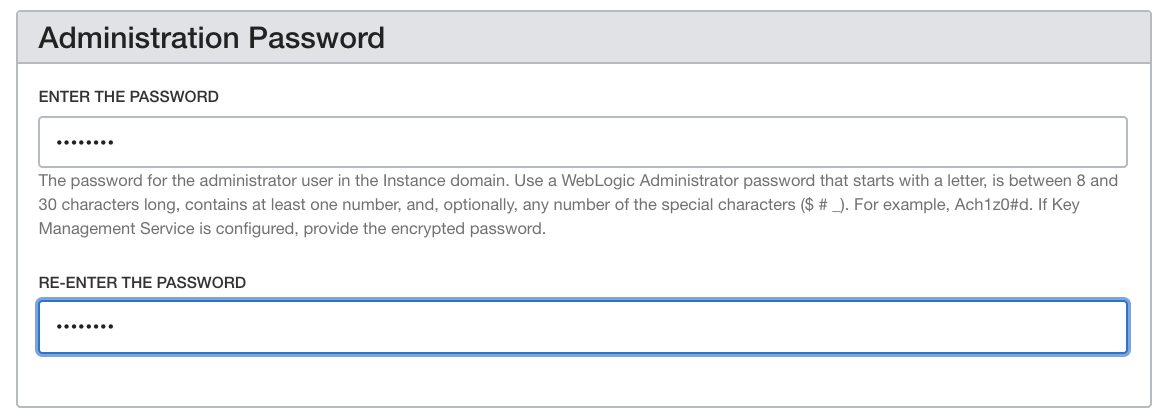 Administration Password
ENTER THE PASSWORD
••••••••
The password for the administrator user in the Instance domain. Use a WebLogic Administrator password that starts with a letter, is between 8 and
30 characters long, contains at least one number, and, optionally, any number of the special characters ($ # _). For example, Ach1z0#d. If Key
Management Service is configured, provide the encrypted password.
RE-ENTER THE PASSWORD
••••••••